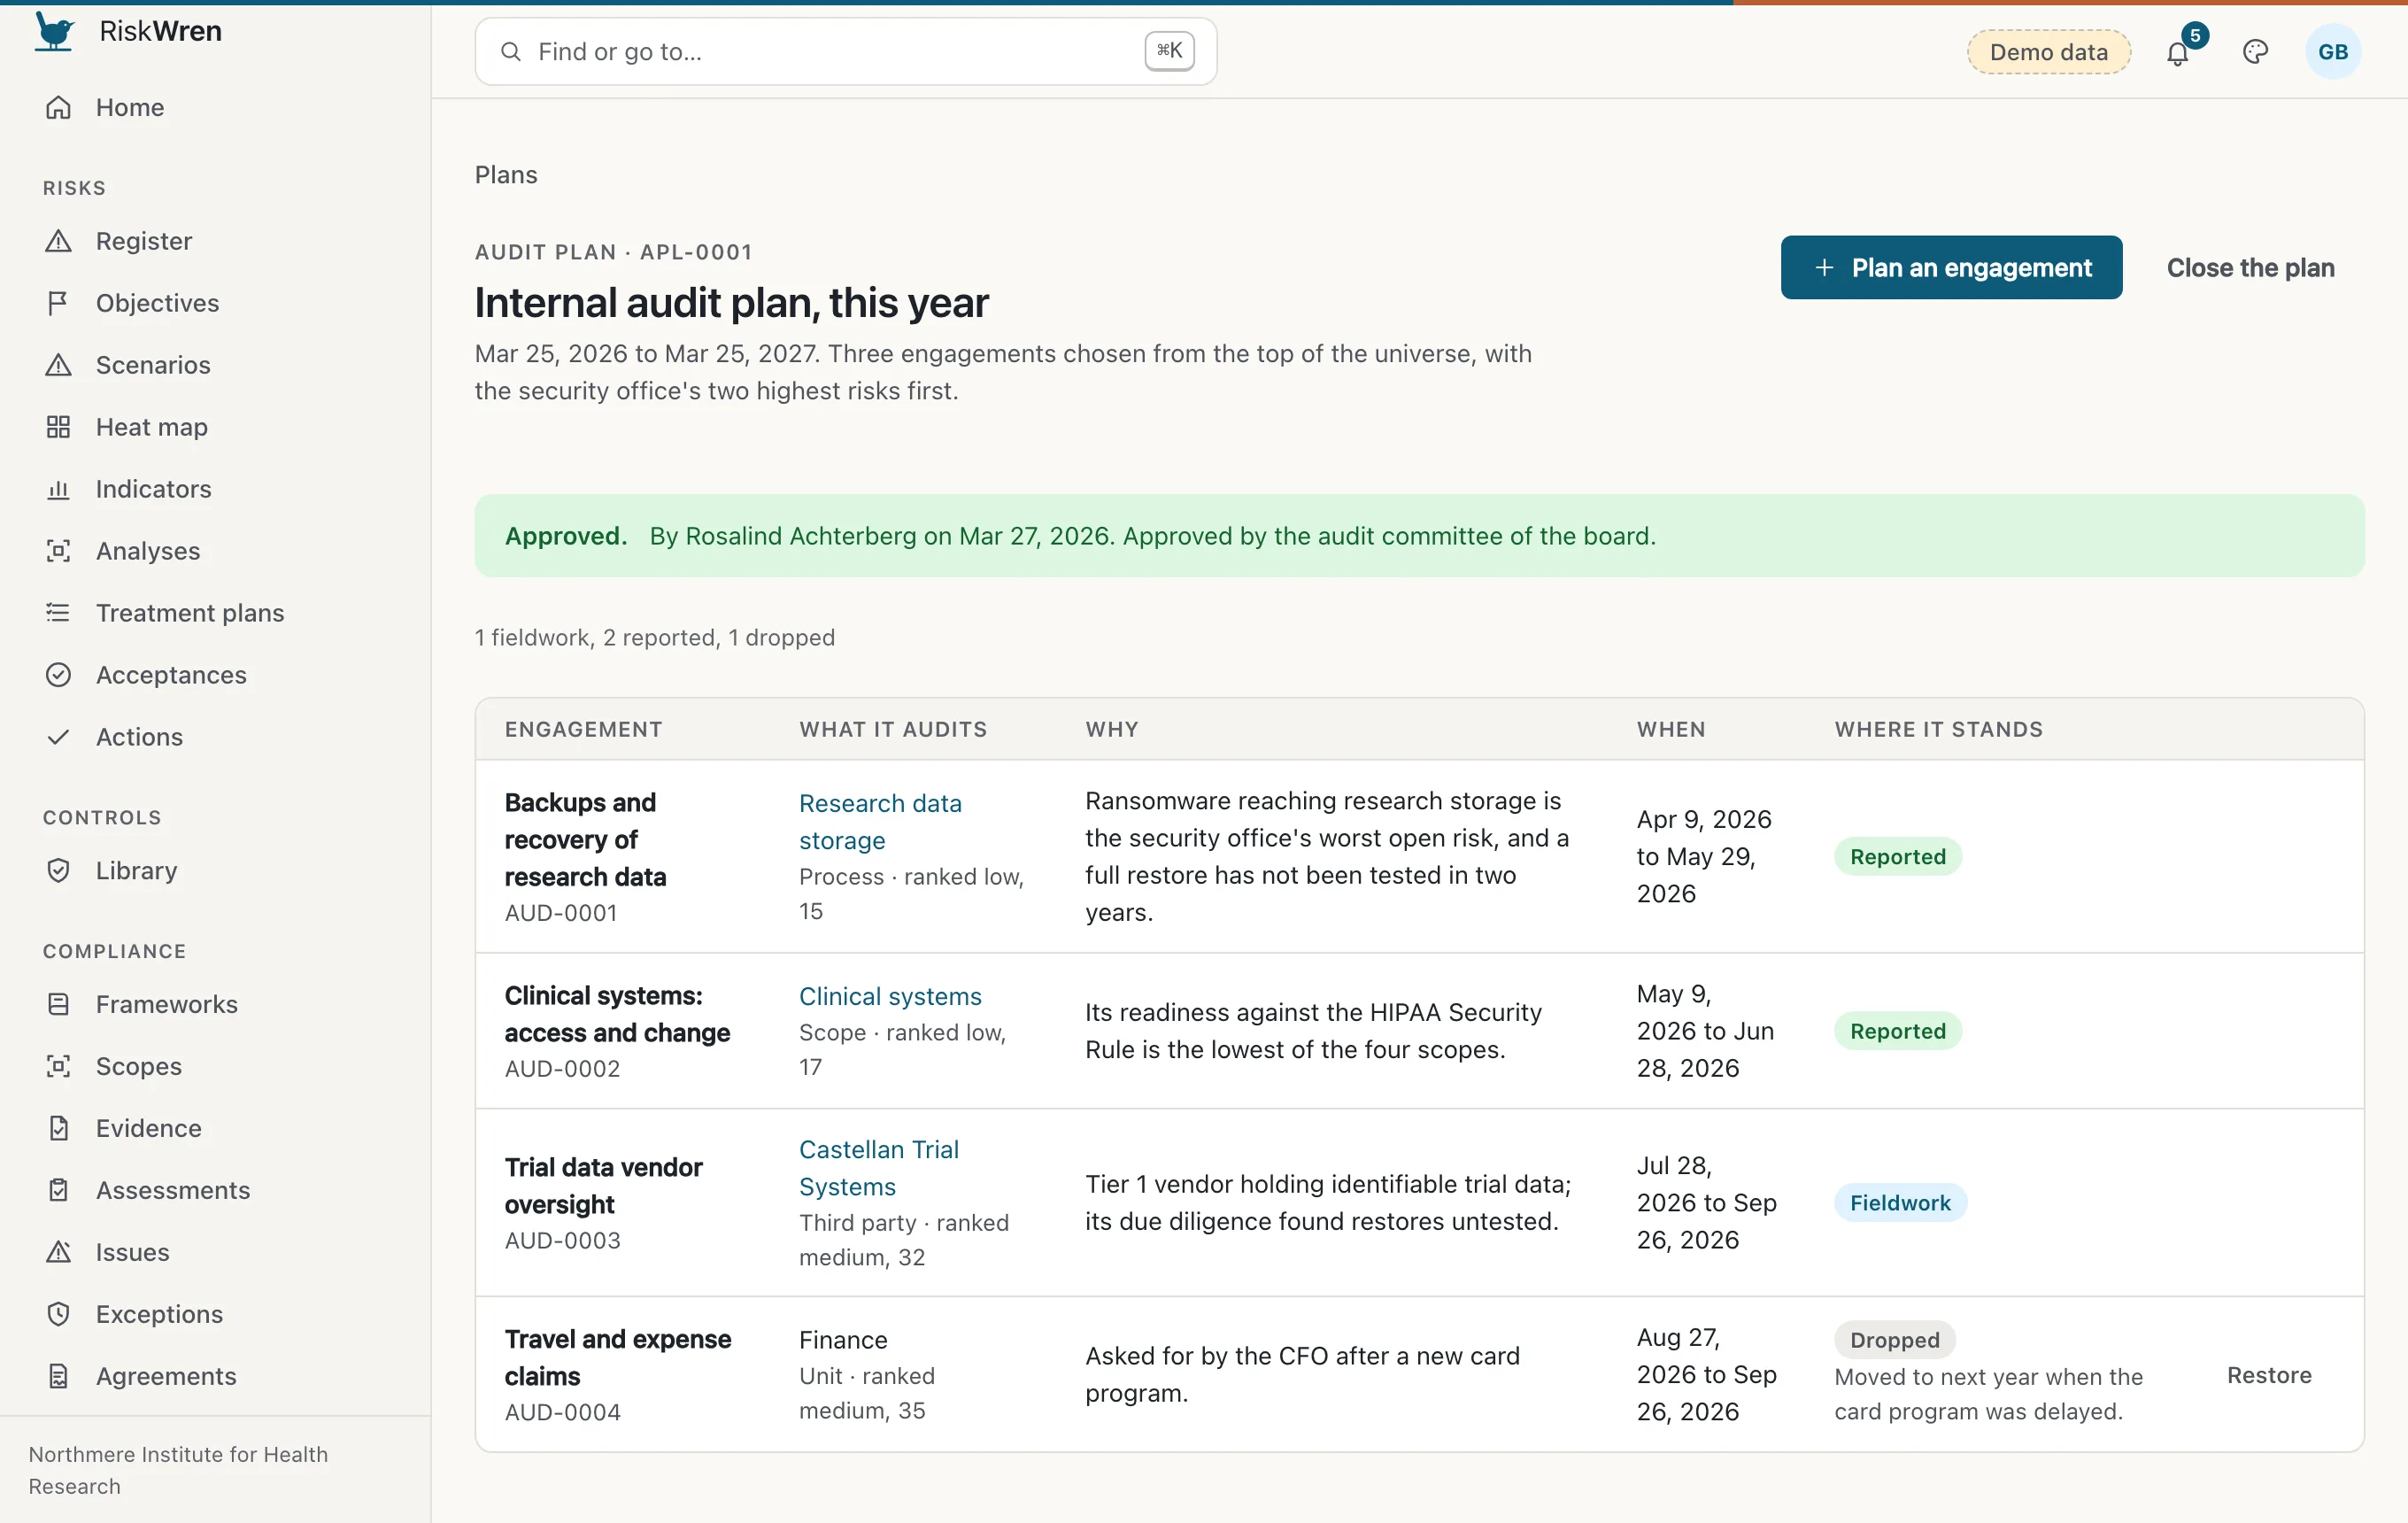 RiskWren
Find or go to...
⌘K
Demo data
5
GB
Home
RISKS
Register
Objectives
Scenarios
Heat map
Indicators
Analyses
Treatment plans
Acceptances
Actions
CONTROLS
Library
COMPLIANCE
Frameworks
Scopes
Evidence
Assessments
Issues
Exceptions
Agreements
Northmere Institute for Health
Research
Plans
AUDIT PLAN · APL-0001
Internal audit plan, this year
Mar 25, 2026 to Mar 25, 2027. Three engagements chosen from the top of the universe, with
the security office's two highest risks first.
+ Plan an engagement
Close the plan
Approved. By Rosalind Achterberg on Mar 27, 2026. Approved by the audit committee of the board.
1 fieldwork, 2 reported, 1 dropped
ENGAGEMENT
WHAT IT AUDITS
WHY
WHEN
WHERE IT STANDS
Backups and
recovery of
research data
AUD-0001
Research data
storage
Process · ranked low,
15
Ransomware reaching research storage is
the security office's worst open risk, and a
full restore has not been tested in two
years.
Apr 9, 2026
to May 29,
2026
Reported
Clinical systems:
access and change
AUD-0002
Clinical systems
Scope · ranked low,
17
Its readiness against the HIPAA Security
Rule is the lowest of the four scopes.
May 9,
2026 to Jun
28, 2026
Reported
Trial data vendor
oversight
AUD-0003
Castellan Trial
Systems
Third party · ranked
medium, 32
Tier 1 vendor holding identifiable trial data;
its due diligence found restores untested.
Jul 28,
2026 to Sep
26, 2026
Fieldwork
Travel and expense
claims
AUD-0004
Finance
Unit · ranked
medium, 35
Asked for by the CFO after a new card
program.
Aug 27,
2026 to Sep
26, 2026
Dropped
Moved to next year when the
card program was delayed.
Restore